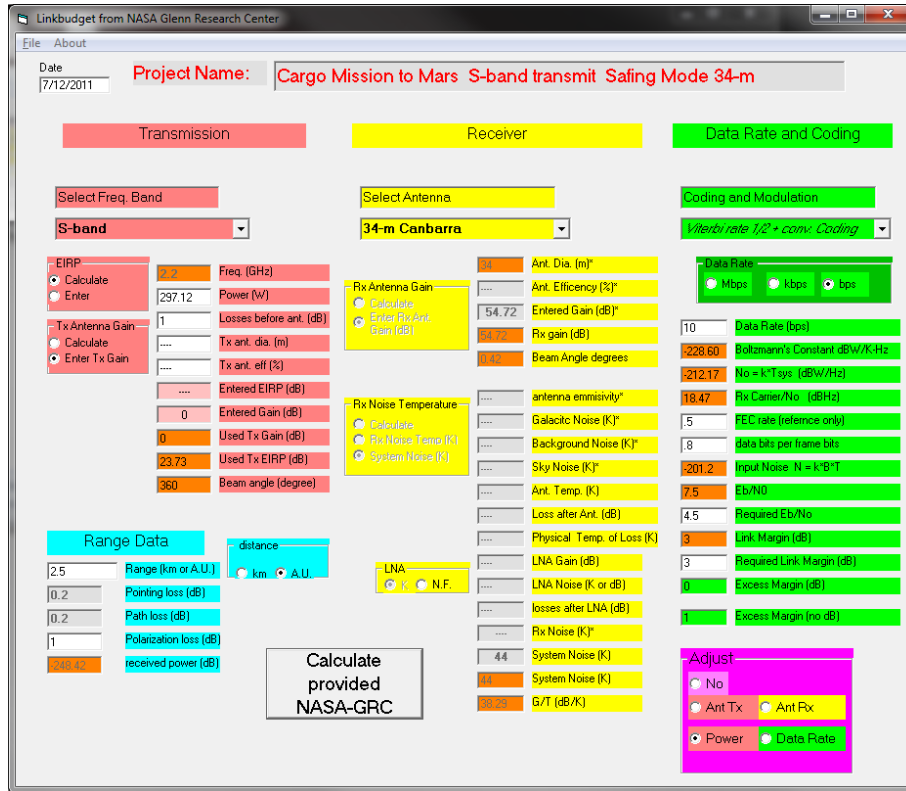 Linkbudget from NASA Glenn Research Center
File About
Date
7/12/2011
Project Name:
Cargo Mission to Mars S-band transmit Safing Mode 34-m
Transmission
Select Freq. Band
S-band
EIRP
Calculate
Enter
Tx Antenna Gain
Calculate
Enter Tx Gain
2.2 Freq. (GHz)
297.12 Power (W)
1 Losses before ant. (dB)
.... Tx ant. dia. (m)
.... Tx ant. eff (%)
.... Entered EIRP (dB)
0 Entered Gain (dB)
0 Used Tx Gain (dB)
23.73 Used Tx EIRP (dB)
360 Beam angle (degree)
Range Data
distance
km A.U.
2.5 Range (km or A.U.)
0.2 Pointing loss (dB)
0.2 Path loss (dB)
1 Polarization loss (dB)
-248.42 received power (dB)
Calculate
provided
NASA-GRC
Receiver
Select Antenna
34-m Canbarra
Rx Antenna Gain
Calculate
Enter Rx Ant.
Gain (dB)
Rx Noise Temperature
Calculate
Rx Noise Temp (K)
System Noise (K)
LNA
K N.F.
34 Ant. Dia. (m)*
.... Ant. Efficency (%)*
54.72 Entered Gain (dB)*
54.72 Rx gain (dB)
0.42 Beam Angle degrees
.... antenna emmisivity*
.... Galacitc Noise (K)*
.... Background Noise (K)*
.... Sky Noise (K)*
.... Ant. Temp. (K)
.... Loss after Ant. (dB)
.... Physical Temp. of Loss (K)
.... LNA Gain (dB)
.... LNA Noise (K or dB)
.... losses after LNA (dB)
.... Rx Noise (K)*
44 System Noise (K)
44 System Noise (K)
38.29 G/T (dB/K)
Data Rate and Coding
Coding and Modulation
Viterbi rate 1/2 + conv. Coding
Data Rate
Mbps kbps bps
10 Data Rate (bps)
-228.60 Boltzmann's Constant dBW/K-Hz
-212.17 No = k*Tsys (dBW/Hz)
18.47 Rx Carrier/No (dBHz)
.5 FEC rate (refernce only)
.8 data bits per frame bits
-201.2 Input Noise N = k*B*T
7.5 Eb/N0
4.5 Required Eb/No
3 Link Margin (dB)
3 Required Link Margin (dB)
0 Excess Margin (dB)
1 Excess Margin (no dB)
Adjust
No
Ant Tx Ant Rx
Power Data Rate